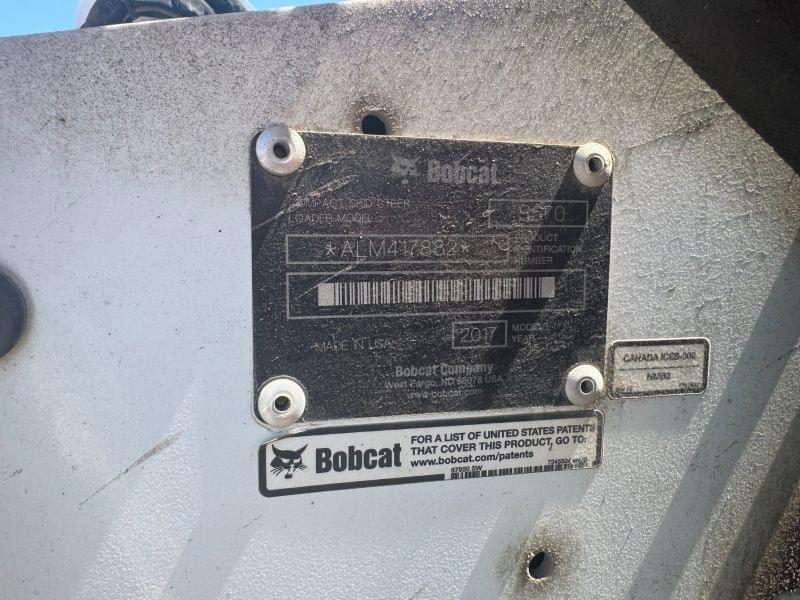 Bobcat
COMPACT SKID STEER
LOADER MODEL S570
*ALM417882* PRODUCT
IDENTIFICATION
NUMBER
MADE IN USA 2017 MODEL
YEAR
Bobcat Company
West Fargo, ND 58078 USA
www.bobcat.com
CANADA ICES-002
NMB2
Bobcat
FOR A LIST OF UNITED STATES PATENTS
THAT COVER THIS PRODUCT, GO TO:
www.bobcat.com/patents
87920 SW